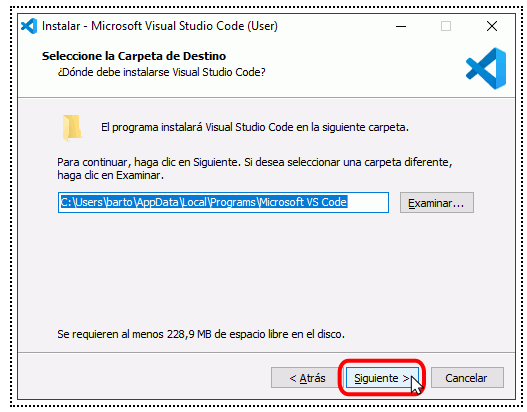 Instalar - Microsoft Visual Studio Code (User)
Seleccione la Carpeta de Destino
¿Dónde debe instalarse Visual Studio Code?
El programa instalará Visual Studio Code en la siguiente carpeta.
Para continuar, haga clic en Siguiente. Si desea seleccionar una carpeta diferente,
haga clic en Examinar.
C:\Users\barto\AppData\Local\Programs\Microsoft VS Code
Examinar...
Se requieren al menos 228,9 MB de espacio libre en el disco.
< Atrás
Siguiente >
Cancelar